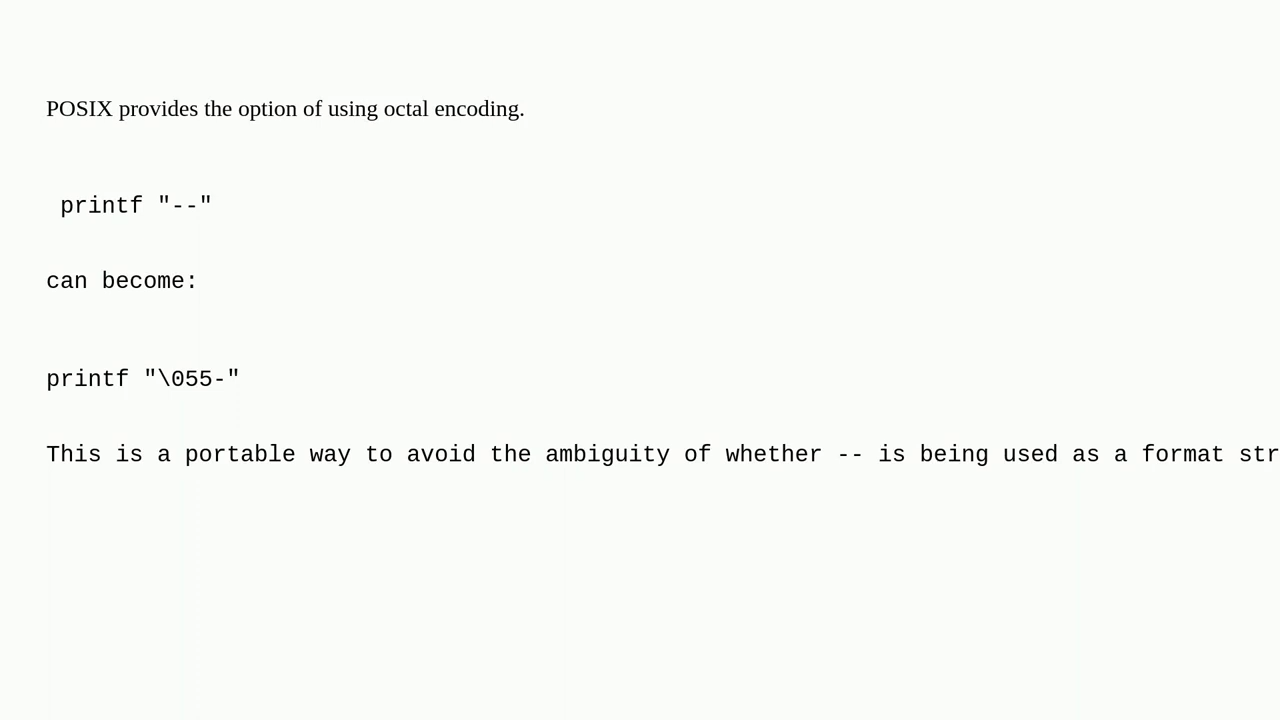 POSIX provides the option of using octal encoding.
printf "--"
can become:
printf "\055-"
This is a portable way to avoid the ambiguity of whether -- is being used as a format